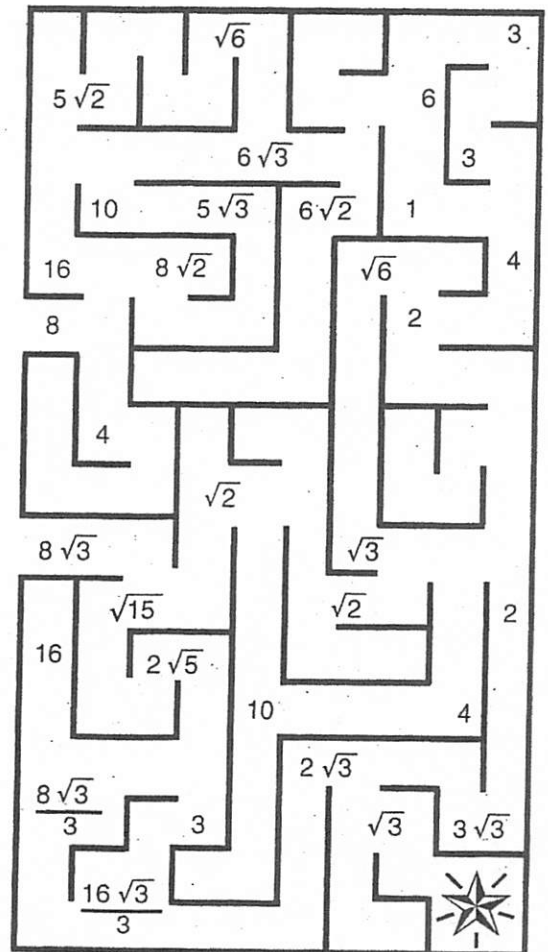 √6 3
5 √2 6
6 √3 3
10 5 √3 6 √2 1
16 8 √2 √6 4
8 2
4
√2
8 √3 √3
√15 √2 2
16 2 √5
10 4
2 √3
8 √3 / 3 3 √3 3 √3
16 √3 / 3